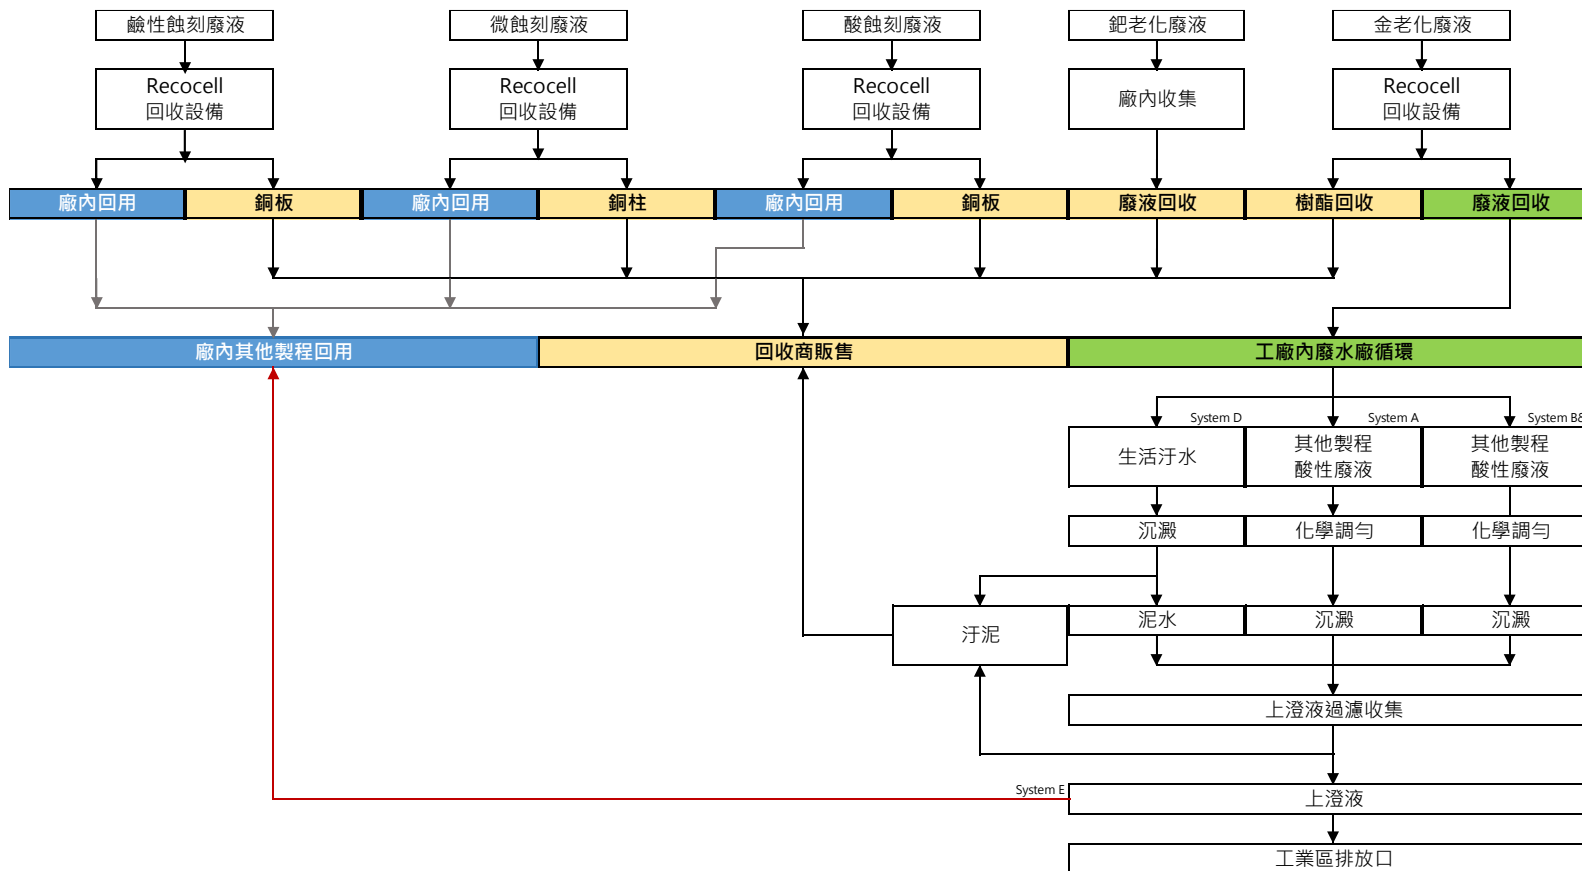 鹼性蝕刻廢液
微蝕刻廢液
酸蝕刻廢液
鈀老化廢液
金老化廢液
Recocell
回收設備
Recocell
回收設備
Recocell
回收設備
廠內收集
Recocell
回收設備
廠內回用
銅板
廠內回用
銅柱
廠內回用
銅板
廢液回收
樹酯回收
廢液回收
廠內其他製程回用
回收商販售
工廠內廢水廠循環
System D
System A
System B&
生活汙水
其他製程
酸性廢液
其他製程
酸性廢液
沉澱
化學調勻
化學調勻
汙泥
泥水
沉澱
沉澱
上澄液過濾收集
System E
上澄液
工業區排放口